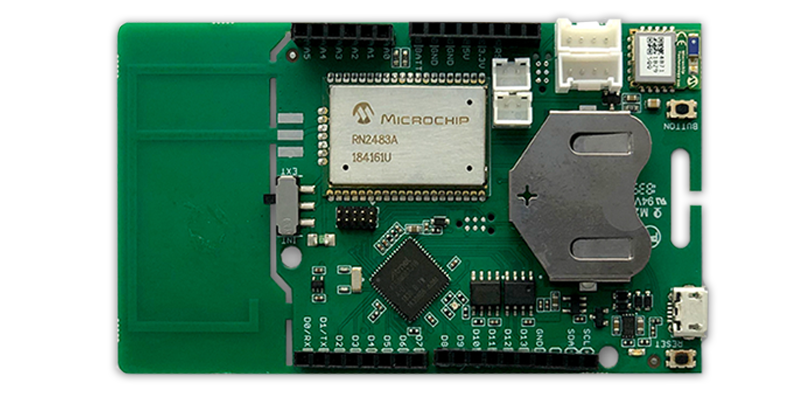 A5 A4 A3 A2 A1 A0
BATT GND GND 5V 3.3V RST
MICROCHIP
RN2483A
184161U
BUTTON
EXT
INT
94V
D0/RX D1/TX D2 D3 D4 D5 D6 D7 D8 D9 D10 D11 D12 D13 GND SDA SCL
RESET